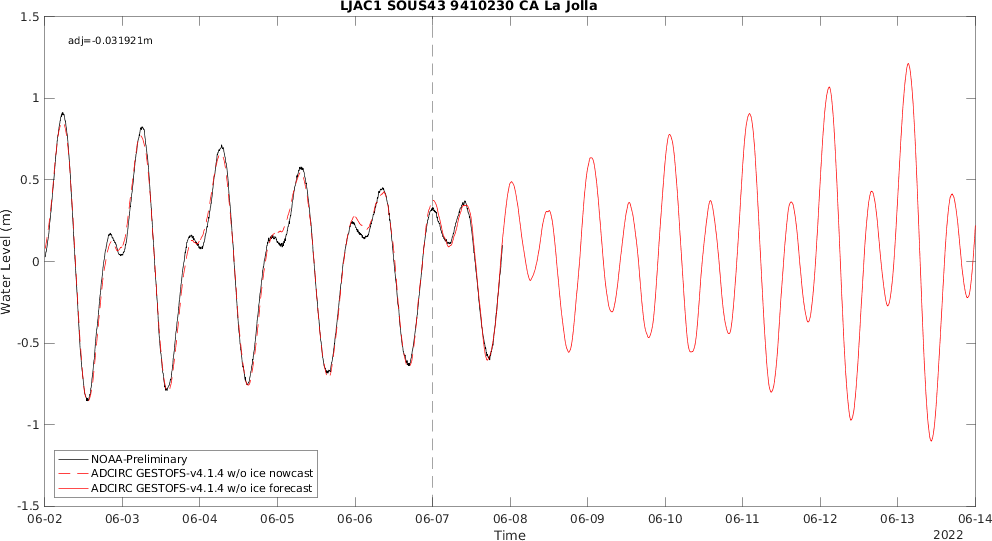 LJAC1 SOUS43 9410230 CA La Jolla
adj=-0.031921m
1.5
1
0.5
0
-0.5
-1
-1.5
Water Level (m)
NOAA-Preliminary
ADCIRC GESTOFS-v4.1.4 w/o ice nowcast
ADCIRC GESTOFS-v4.1.4 w/o ice forecast
06-02 06-03 06-04 06-05 06-06 06-07 06-08 06-09 06-10 06-11 06-12 06-13 06-14
Time
2022